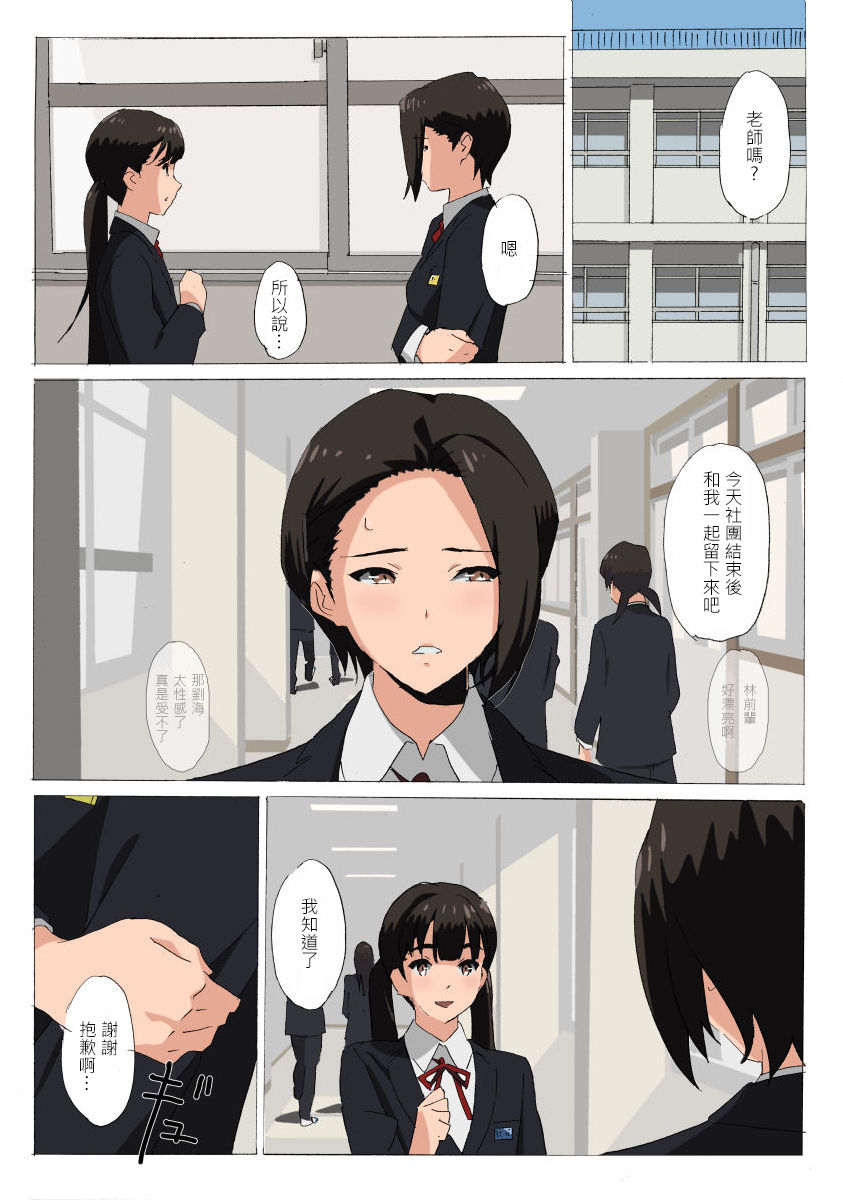 老師嗎？
嗯
所以說…
今天社團結束後
和我一起留下來吧
林前輩
好漂亮啊
那劉海
太性感了
真是受不了
我知道了
謝謝
抱歉啊…
ギュ